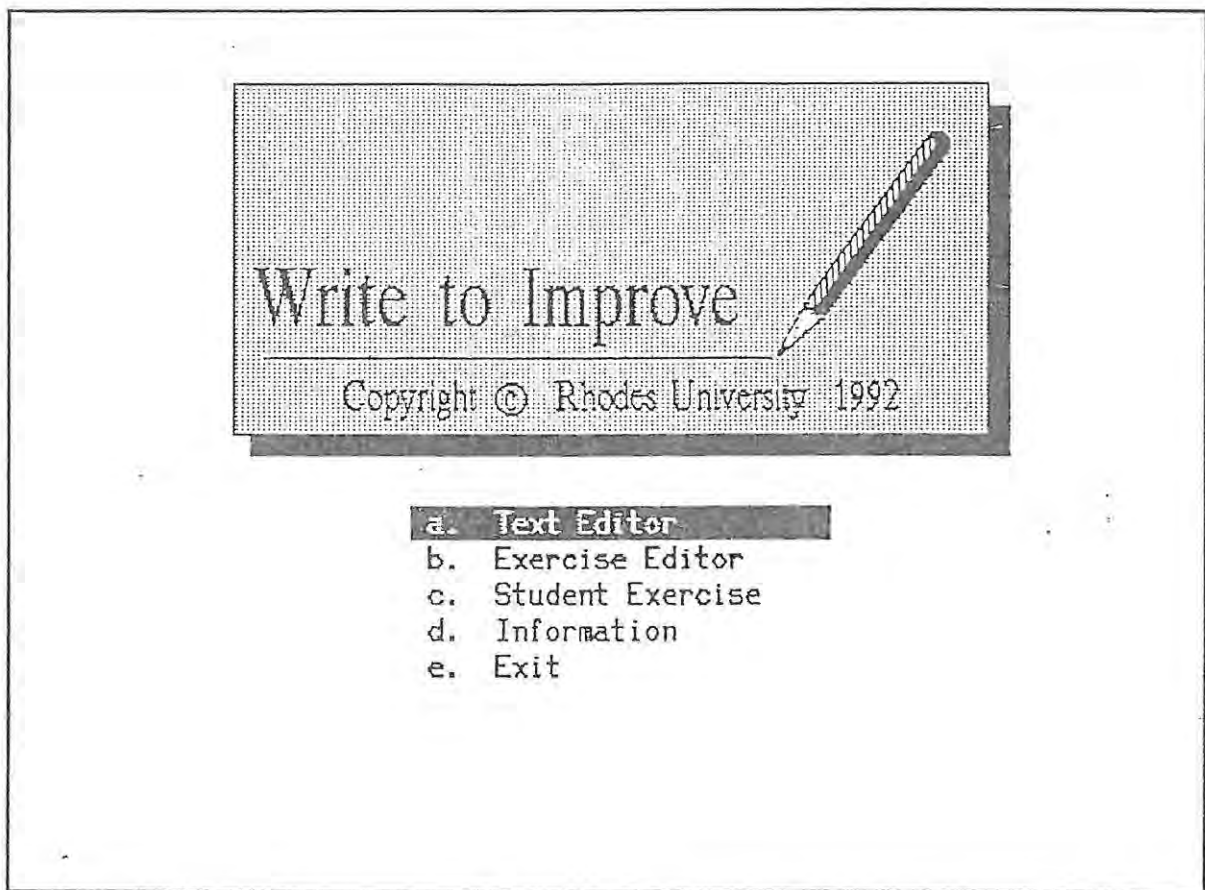 Write to Improve
Copyright © Rhodes University 1992
a. Text Editor
b. Exercise Editor
c. Student Exercise
d. Information
e. Exit